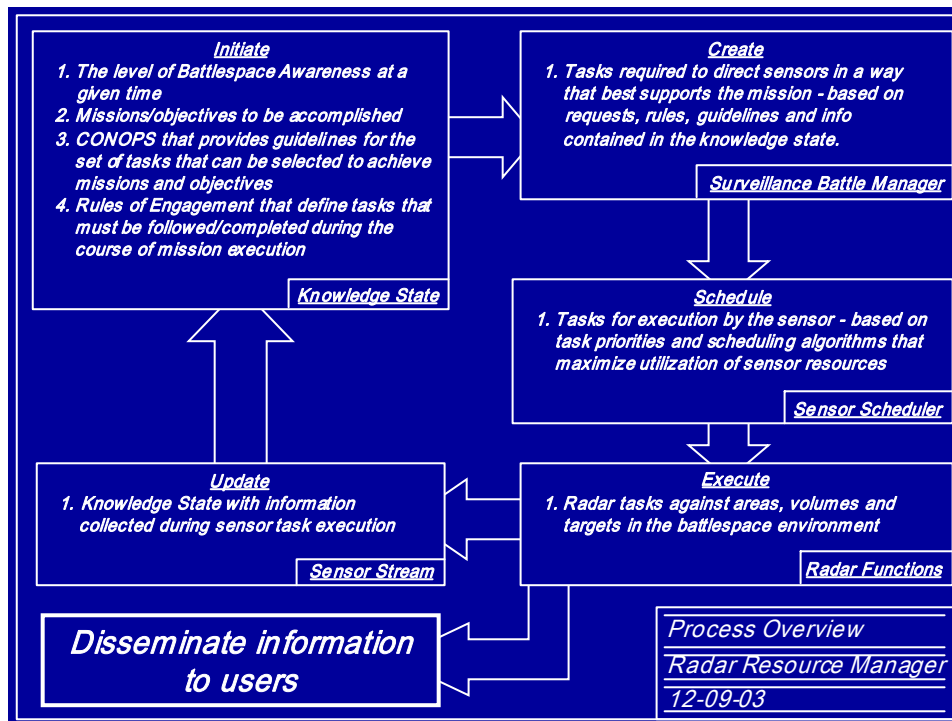 Initiate
1. The level of Battlespace Awareness at a
given time
2. Missions/objectives to be accomplished
3. CONOPS that provides guidelines for the
set of tasks that can be selected to achieve
missions and objectives
4. Rules of Engagement that define tasks that
must be followed/completed during the
course of mission execution
Knowledge State
Create
1. Tasks required to direct sensors in a way
that best supports the mission - based on
requests, rules, guidelines and info
contained in the knowledge state.
Surveillance Battle Manager
Schedule
1. Tasks for execution by the sensor - based on
task priorities and scheduling algorithms that
maximize utilization of sensor resources
Sensor Scheduler
Execute
1. Radar tasks against areas, volumes and
targets in the battlespace environment
Radar Functions
Update
1. Knowledge State with information
collected during sensor task execution
Sensor Stream
Disseminate information
to users
Process Overview
Radar Resource Manager
12-09-03